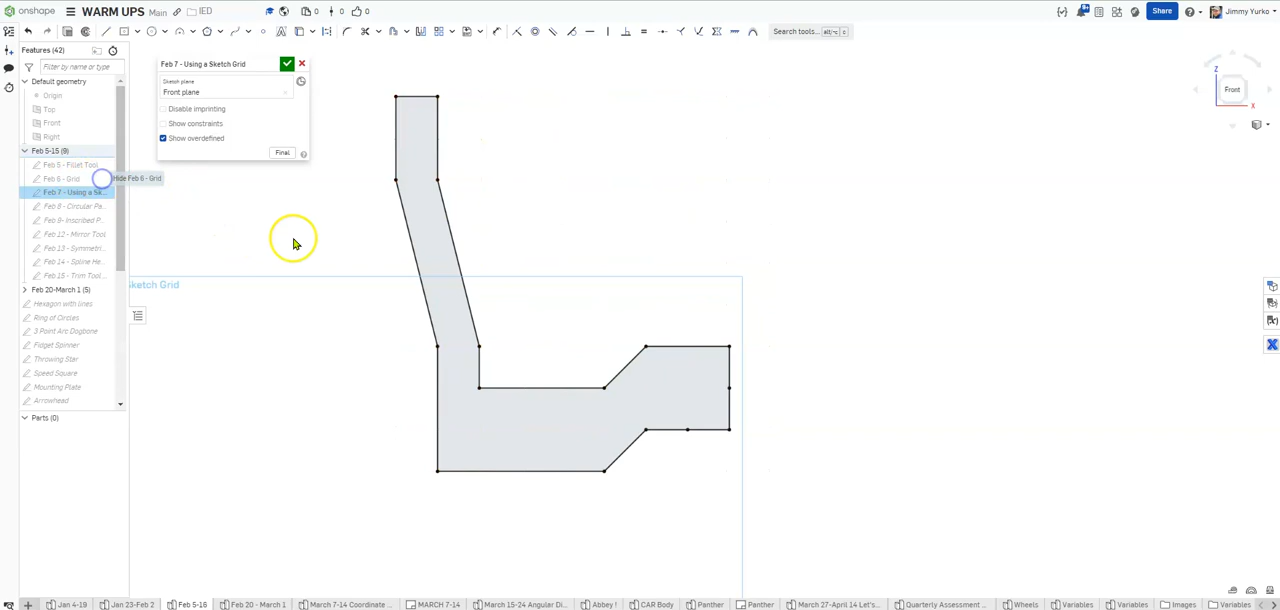 onshape
WARM UPS Main IED
0 0 0
Share
Jimmy Yurko
Search tools... alt/⌥ c
Features (42)
Filter by name or type
Default geometry
Origin
Top
Front
Right
Feb 5-15 (9)
Feb 5 - Fillet Tool
Feb 6 - Grid
Hide Feb 6 - Grid
Feb 7 - Using a Sk...
Feb 8 - Circular Pa...
Feb 9- Inscribed P...
Feb 12 - Mirror Tool
Feb 13 - Symmetri...
Feb 14 - Spline He...
Feb 15 - Trim Tool...
Feb 20-March 1 (5)
Hexagon with lines
Ring of Circles
3 Point Arc Dogbone
Fidget Spinner
Throwing Star
Speed Square
Mounting Plate
Arrowhead
Parts (0)
Feb 7 - Using a Sketch Grid
Sketch plane
Front plane
Disable imprinting
Show constraints
Show overdefined
Final
Sketch Grid
Z
Front
X
Jan 4-19
Jan 23-Feb 2
Feb 5-16
Feb 20 - March 1
March 7-14 Coordinate ...
MARCH 7-14
March 15-24 Angular Di...
Abbey !
CAR Body
Panther
Panther
March 27-April 14 Let's...
Quarterly Assessment ...
Wheels
Variables
Variables
Images
Variables